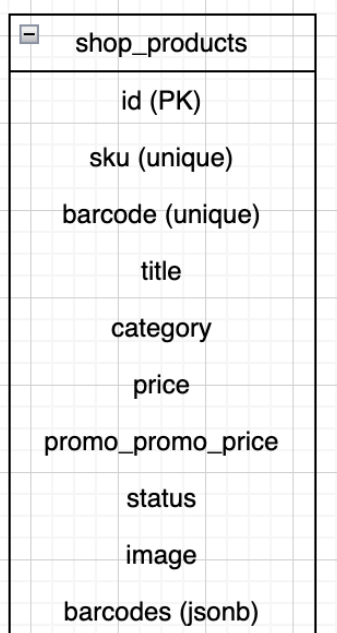 shop_products
id (PK)
sku (unique)
barcode (unique)
title
category
price
promo_promo_price
status
image
barcodes (jsonb)